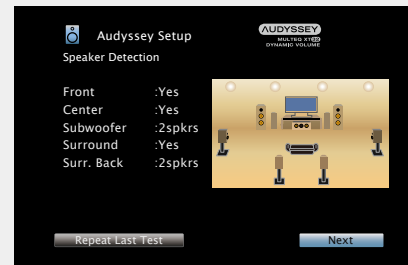 Audyssey Setup
AUDYSSEY
MULTEQ XT32
DYNAMIC VOLUME
Speaker Detection
Front :Yes
Center :Yes
Subwoofer :2spkrs
Surround :Yes
Surr. Back :2spkrs
Repeat Last Test
Next